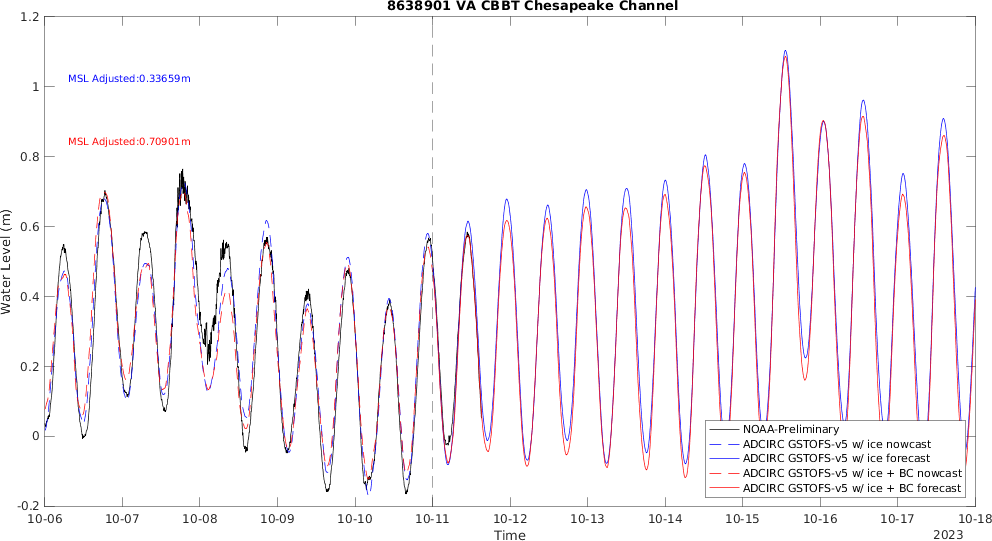 8638901 VA CBBT Chesapeake Channel
1.2
1
0.8
0.6
0.4
0.2
0
-0.2
Water Level (m)
MSL Adjusted:0.33659m
MSL Adjusted:0.70901m
NOAA-Preliminary
ADCIRC GSTOFS-v5 w/ ice nowcast
ADCIRC GSTOFS-v5 w/ ice forecast
ADCIRC GSTOFS-v5 w/ ice + BC nowcast
ADCIRC GSTOFS-v5 w/ ice + BC forecast
10-06 10-07 10-08 10-09 10-10 10-11 10-12 10-13 10-14 10-15 10-16 10-17 10-18
Time
2023